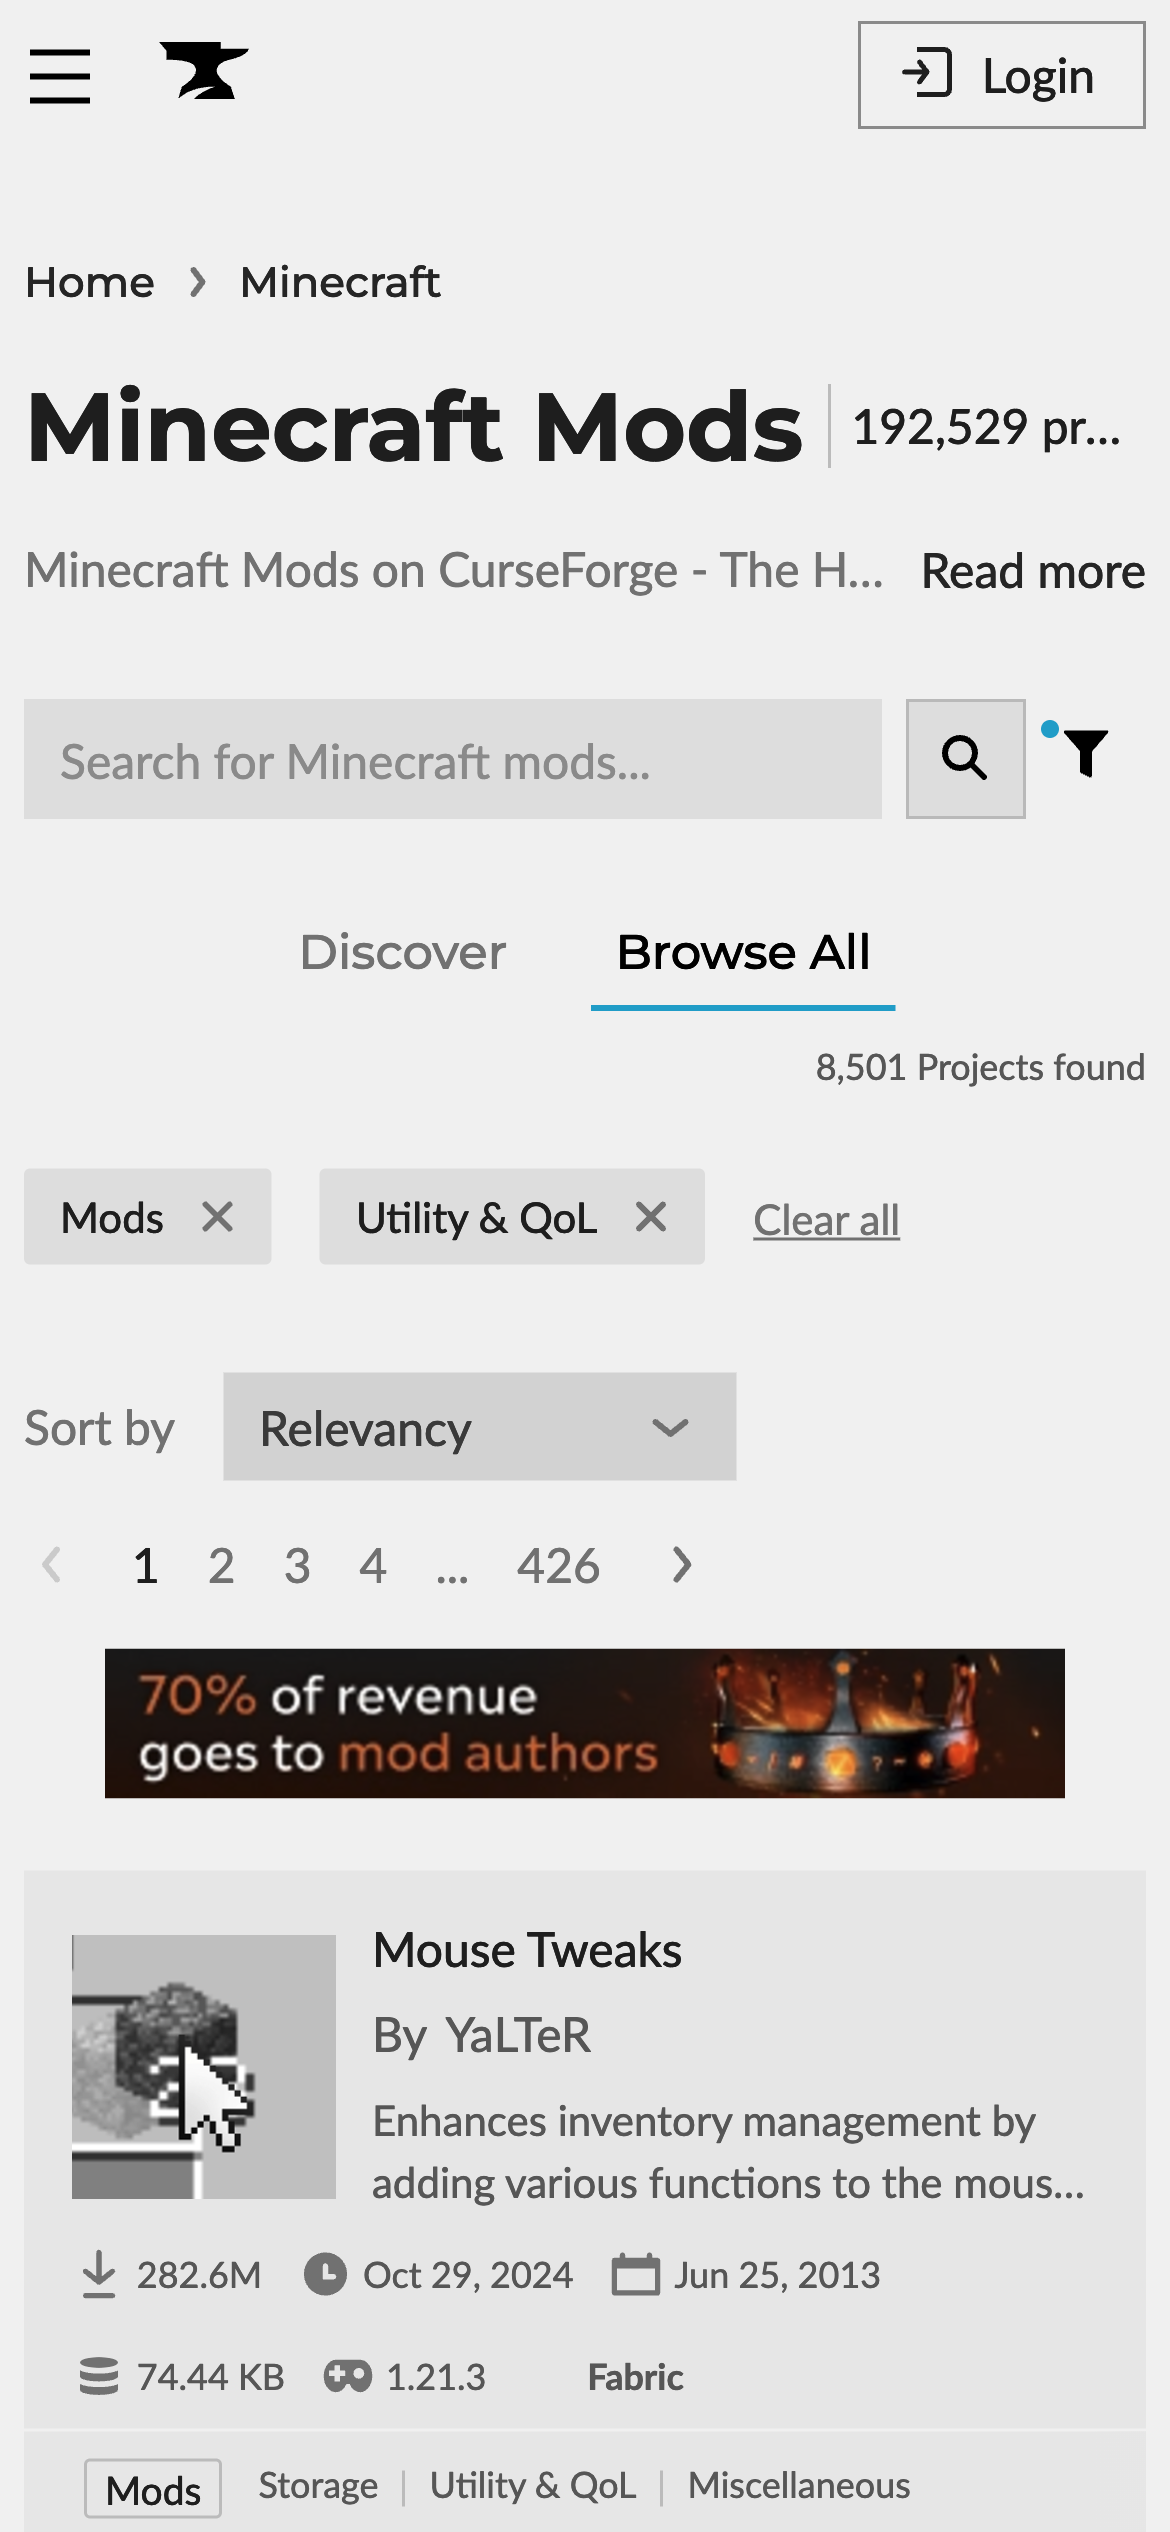 Login
Home
Minecraft
Minecraft Mods
192,529 pr...
Minecraft Mods on CurseForge - The H...
Read more
Search for Minecraft mods...
Discover
Browse All
8,501 Projects found
Mods
Utility & QoL
Clear all
Sort by
Relevancy
1 2 3 4 ... 426
70% of revenue
goes to mod authors
Mouse Tweaks
By YaLTeR
Enhances inventory management by
adding various functions to the mous...
282.6M
Oct 29, 2024
Jun 25, 2013
74.44 KB
1.21.3
Fabric
Mods
Storage
Utility & QoL
Miscellaneous